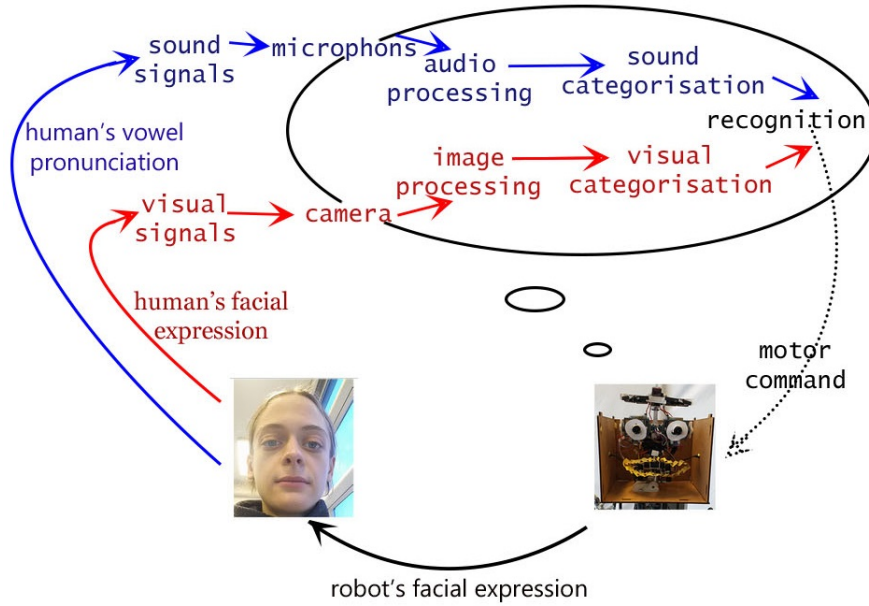 sound
signals
microphons
audio
processing
sound
categorisation
recognition
human's vowel
pronunciation
image
processing
visual
categorisation
visual
signals
camera
human's facial
expression
motor
command
robot's facial expression